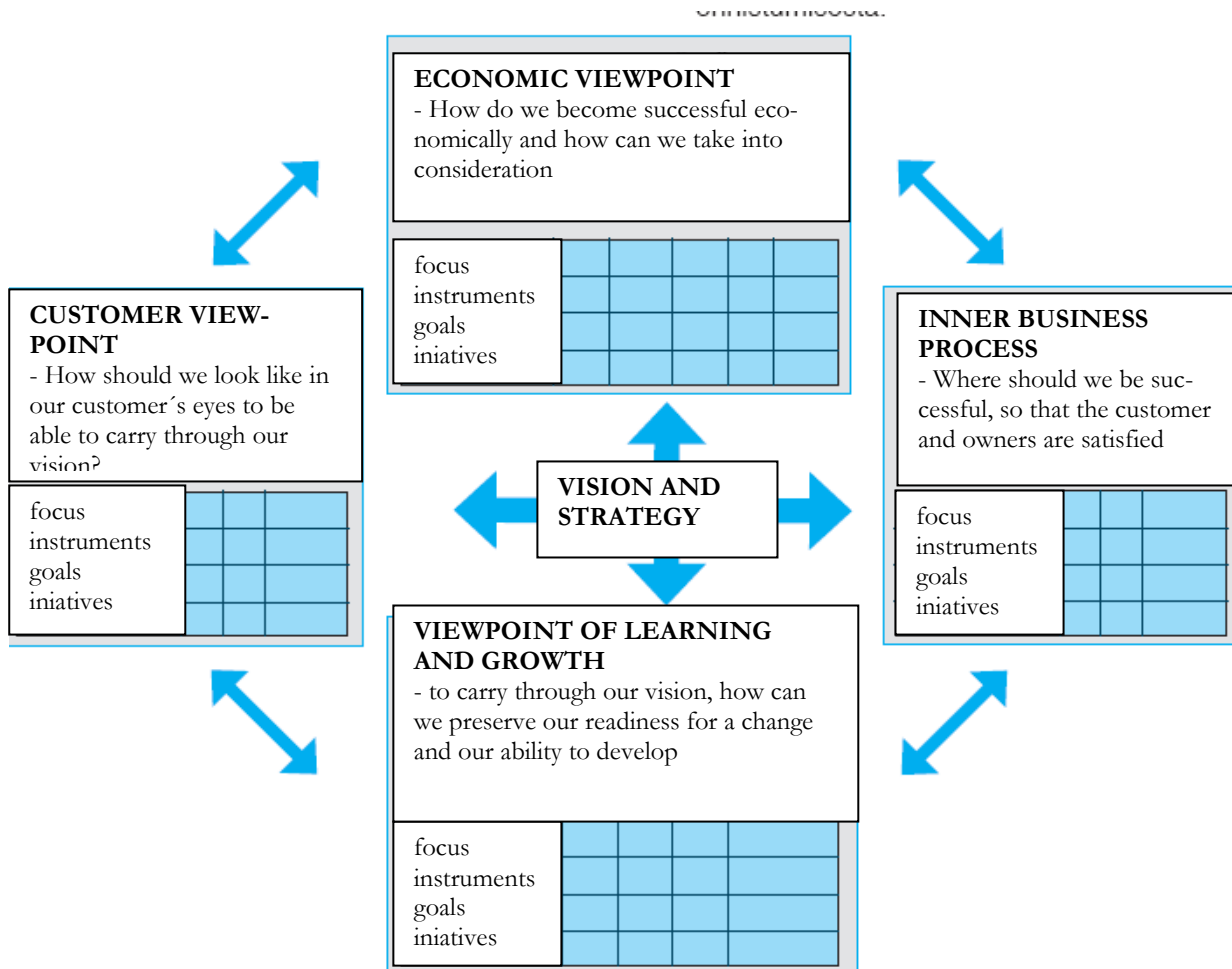 ECONOMIC VIEWPOINT
- How do we become successful eco-
nomically and how can we take into
consideration
focus
instruments
goals
iniatives
CUSTOMER VIEW-
POINT
- How should we look like in
our customer´s eyes to be
able to carry through our
vision?
focus
instruments
goals
iniatives
VISION AND
STRATEGY
INNER BUSINESS
PROCESS
- Where should we be suc-
cessful, so that the customer
and owners are satisfied
focus
instruments
goals
iniatives
VIEWPOINT OF LEARNING
AND GROWTH
- to carry through our vision, how can
we preserve our readiness for a change
and our ability to develop
focus
instruments
goals
iniatives